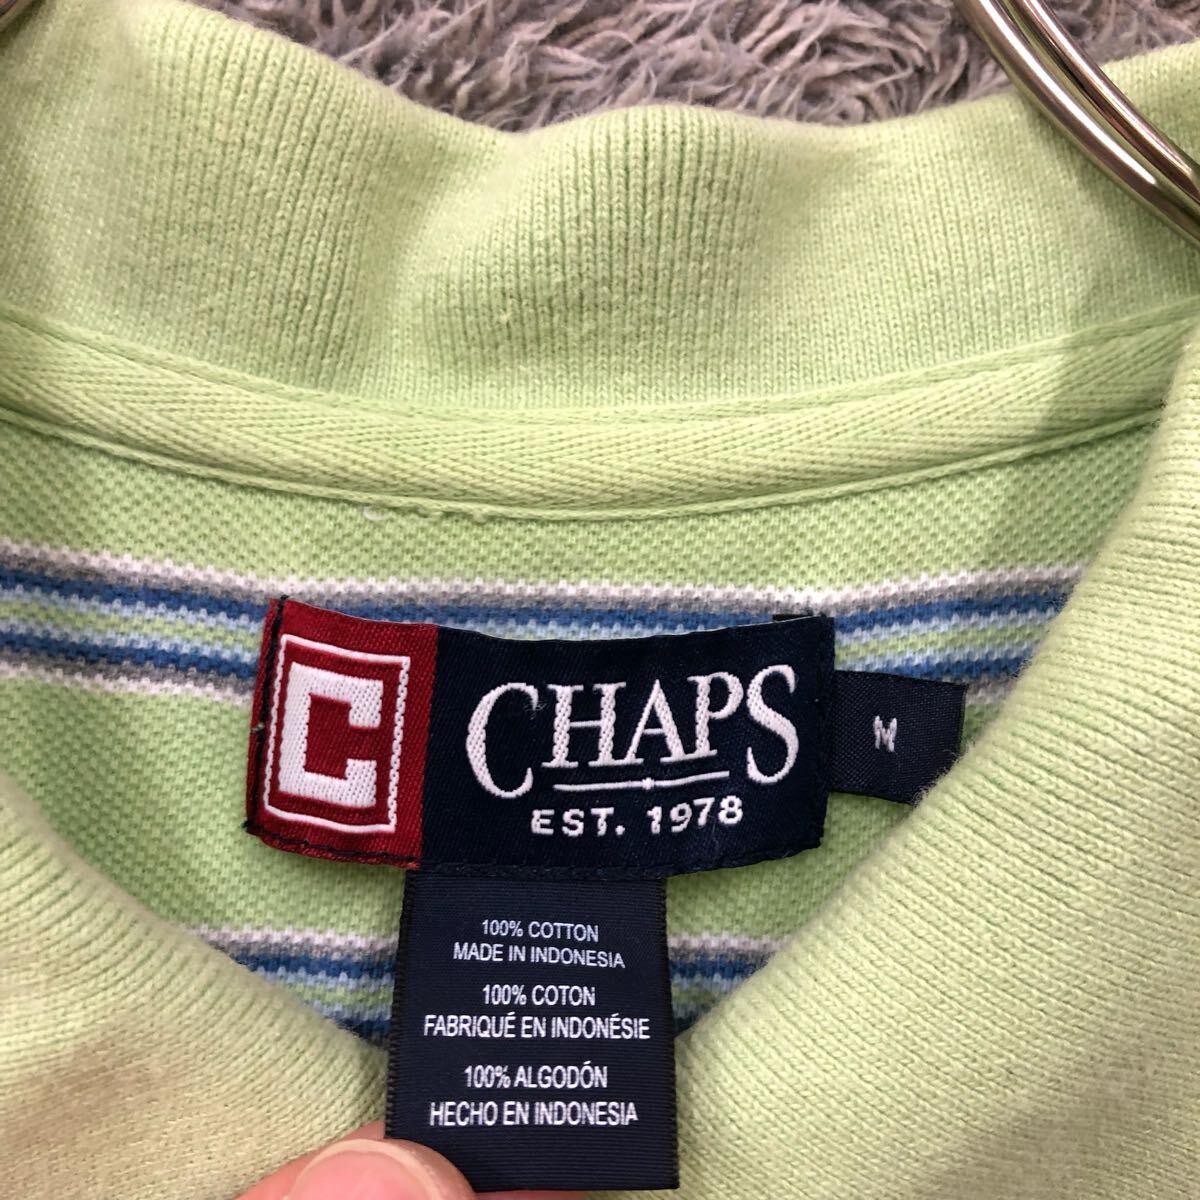 C
CHAPS
EST. 1978
M
100% COTTON
MADE IN INDONESIA
100% COTON
FABRIQUÉ EN INDONÉSIE
100% ALGODÓN
HECHO EN INDONESIA